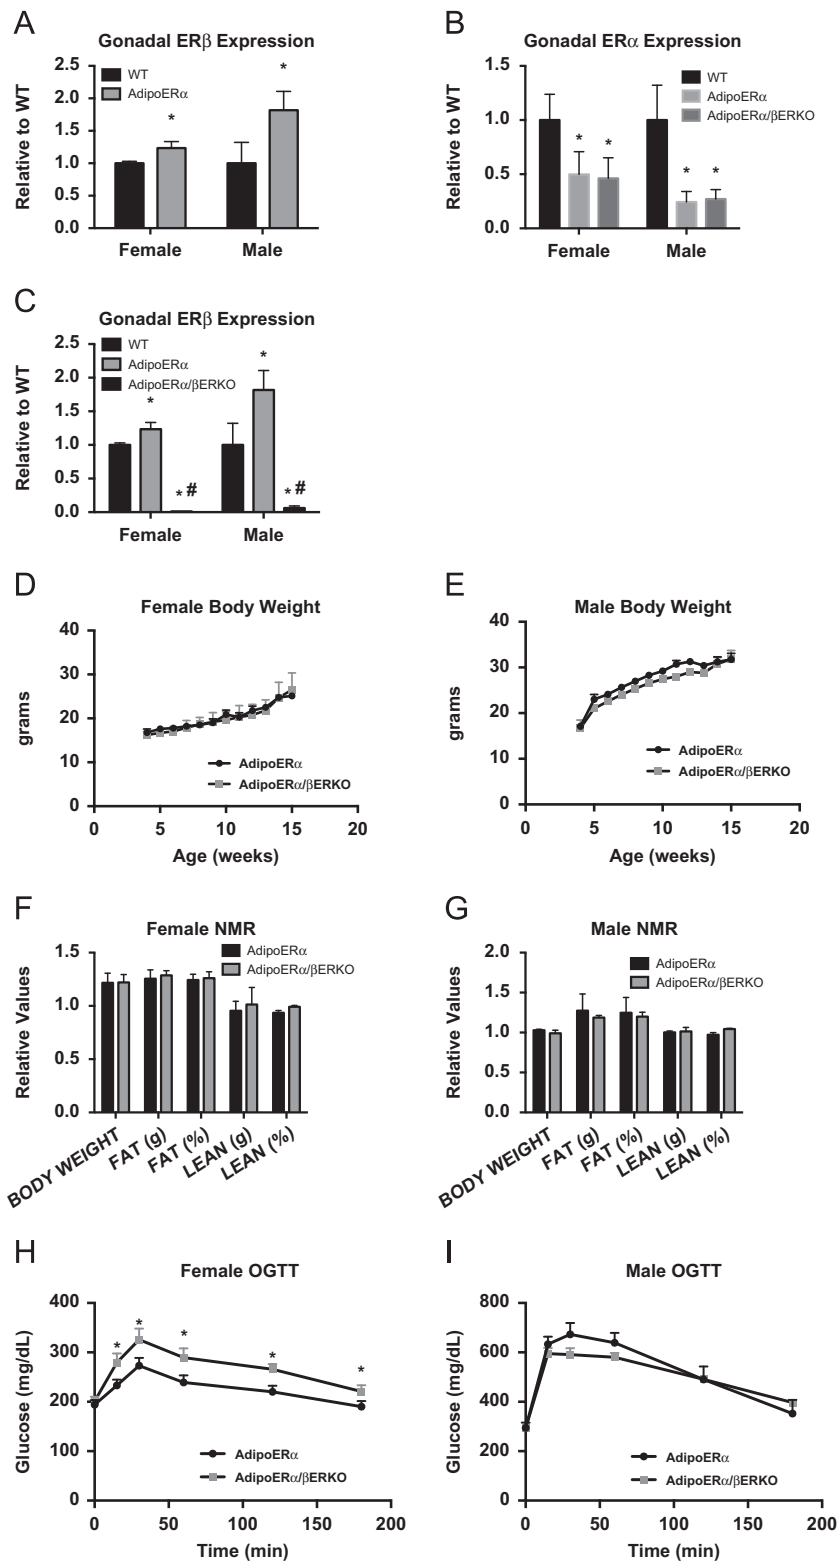 A
Gonadal ERβ Expression
Relative to WT
2.5
2.0
1.5
1.0
0.5
0.0
WT
AdipoERα
*
*
Female
Male
B
Gonadal ERα Expression
Relative to WT
1.5
1.0
0.5
0.0
WT
AdipoERα
AdipoERα/βERKO
* *
* *
Female
Male
C
Gonadal ERβ Expression
Relative to WT
2.5
2.0
1.5
1.0
0.5
0.0
WT
AdipoERα
AdipoERα/βERKO
*
* #
*
* #
Female
Male
D
Female Body Weight
grams
40
30
20
10
0
AdipoERα
AdipoERα/βERKO
0 5 10 15 20
Age (weeks)
E
Male Body Weight
grams
40
30
20
10
0
AdipoERα
AdipoERα/βERKO
0 5 10 15 20
Age (weeks)
F
Female NMR
Relative Values
1.5
1.0
0.5
0.0
AdipoERα
AdipoERα/βERKO
BODY WEIGHT
FAT (g)
FAT (%)
LEAN (g)
LEAN (%)
G
Male NMR
Relative Values
2.0
1.5
1.0
0.5
0.0
AdipoERα
AdipoERα/βERKO
BODY WEIGHT
FAT (g)
FAT (%)
LEAN (g)
LEAN (%)
H
Female OGTT
Glucose (mg/dL)
400
300
200
100
0
* * * * *
AdipoERα
AdipoERα/βERKO
0 50 100 150 200
Time (min)
I
Male OGTT
Glucose (mg/dL)
800
600
400
200
0
AdipoERα
AdipoERα/βERKO
0 50 100 150 200
Time (min)